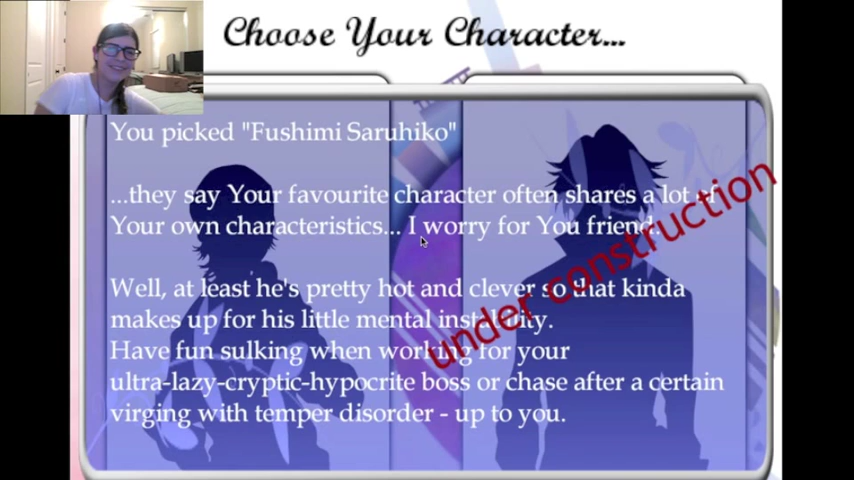 Choose Your Character...
You picked "Fushimi Saruhiko"
...they say Your favourite character often shares a lot of
Your own characteristics... I worry for You friend.
Well, at least he's pretty hot and clever so that kinda
makes up for his little mental instability.
Have fun sulking when working for your
ultra-lazy-cryptic-hypocrite boss or chase after a certain
virging with temper disorder - up to you.
under construction